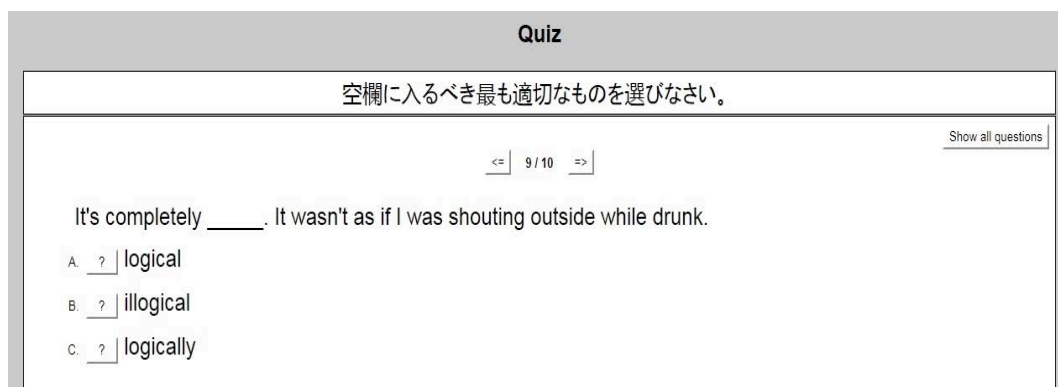 Quiz
空欄に入るべき最も適切なものを選びなさい。
Show all questions
<= 9 / 10 =>
It's completely _____. It wasn't as if I was shouting outside while drunk.
A. ? logical
B. ? illogical
C. ? logically